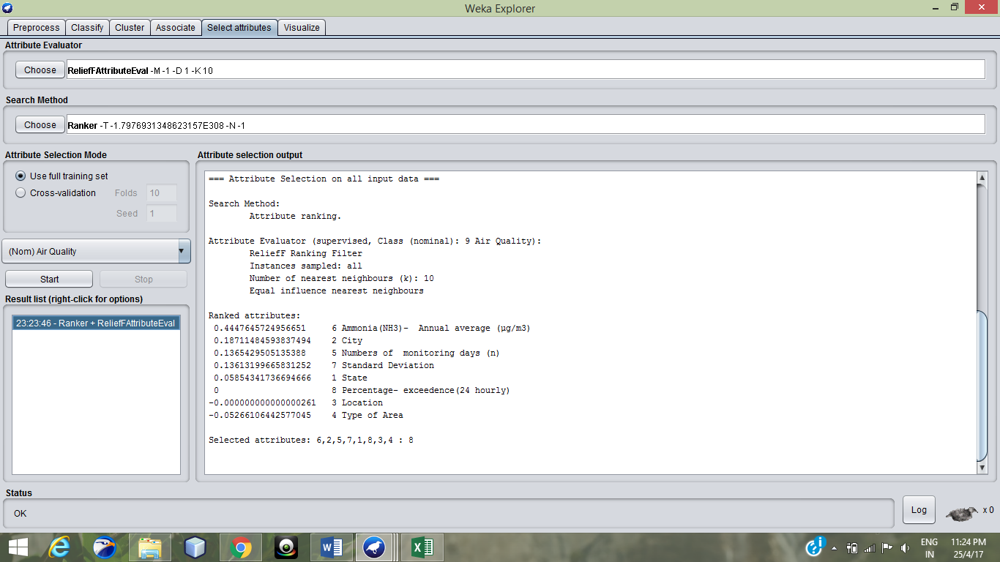 Weka Explorer
Preprocess Classify Cluster Associate Select attributes Visualize
Attribute Evaluator
Choose ReliefFAttributeEval -M -1 -D 1 -K 10
Search Method
Choose Ranker -T -1.7976931348623157E308 -N -1
Attribute Selection Mode
Use full training set
Cross-validation Folds 10
Seed 1
(Nom) Air Quality
Start Stop
Result list (right-click for options)
23:23:46 - Ranker + ReliefFAttributeEval
Attribute selection output
=== Attribute Selection on all input data ===
Search Method:
Attribute ranking.
Attribute Evaluator (supervised, Class (nominal): 9 Air Quality):
ReliefF Ranking Filter
Instances sampled: all
Number of nearest neighbours (k): 10
Equal influence nearest neighbours
Ranked attributes:
0.4447645724956651 6 Ammonia(NH3)- Annual average (µg/m3)
0.18711484593837494 2 City
0.1365429505135388 5 Numbers of monitoring days (n)
0.13613199665831252 7 Standard Deviation
0.05854341736694666 1 State
0 8 Percentage- exceedence(24 hourly)
-0.000000000000000261 3 Location
-0.05266106442577045 4 Type of Area
Selected attributes: 6,2,5,7,1,8,3,4 : 8
Status
OK
Log x 0
ENG 11:24 PM
IN 25/4/17